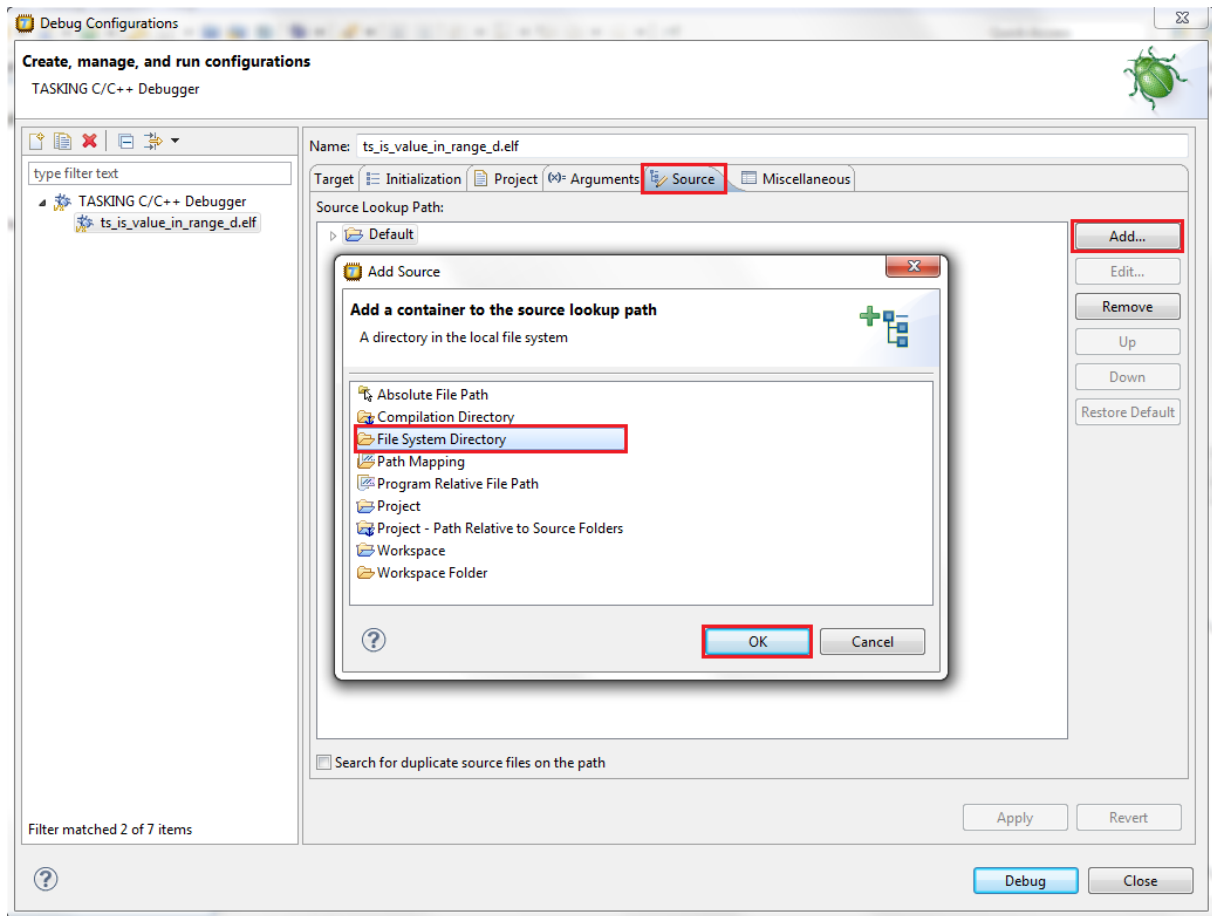 Debug Configurations
Create, manage, and run configurations
TASKING C/C++ Debugger
type filter text
TASKING C/C++ Debugger
ts_is_value_in_range_d.elf
Filter matched 2 of 7 items
Name: ts_is_value_in_range_d.elf
Target Initialization Project (x)= Arguments Source Miscellaneous
Source Lookup Path:
Default
Add...
Edit...
Remove
Up
Down
Restore Default
Add Source
Add a container to the source lookup path
A directory in the local file system
Absolute File Path
Compilation Directory
File System Directory
Path Mapping
Program Relative File Path
Project
Project - Path Relative to Source Folders
Workspace
Workspace Folder
OK Cancel
Search for duplicate source files on the path
Apply Revert
Debug Close